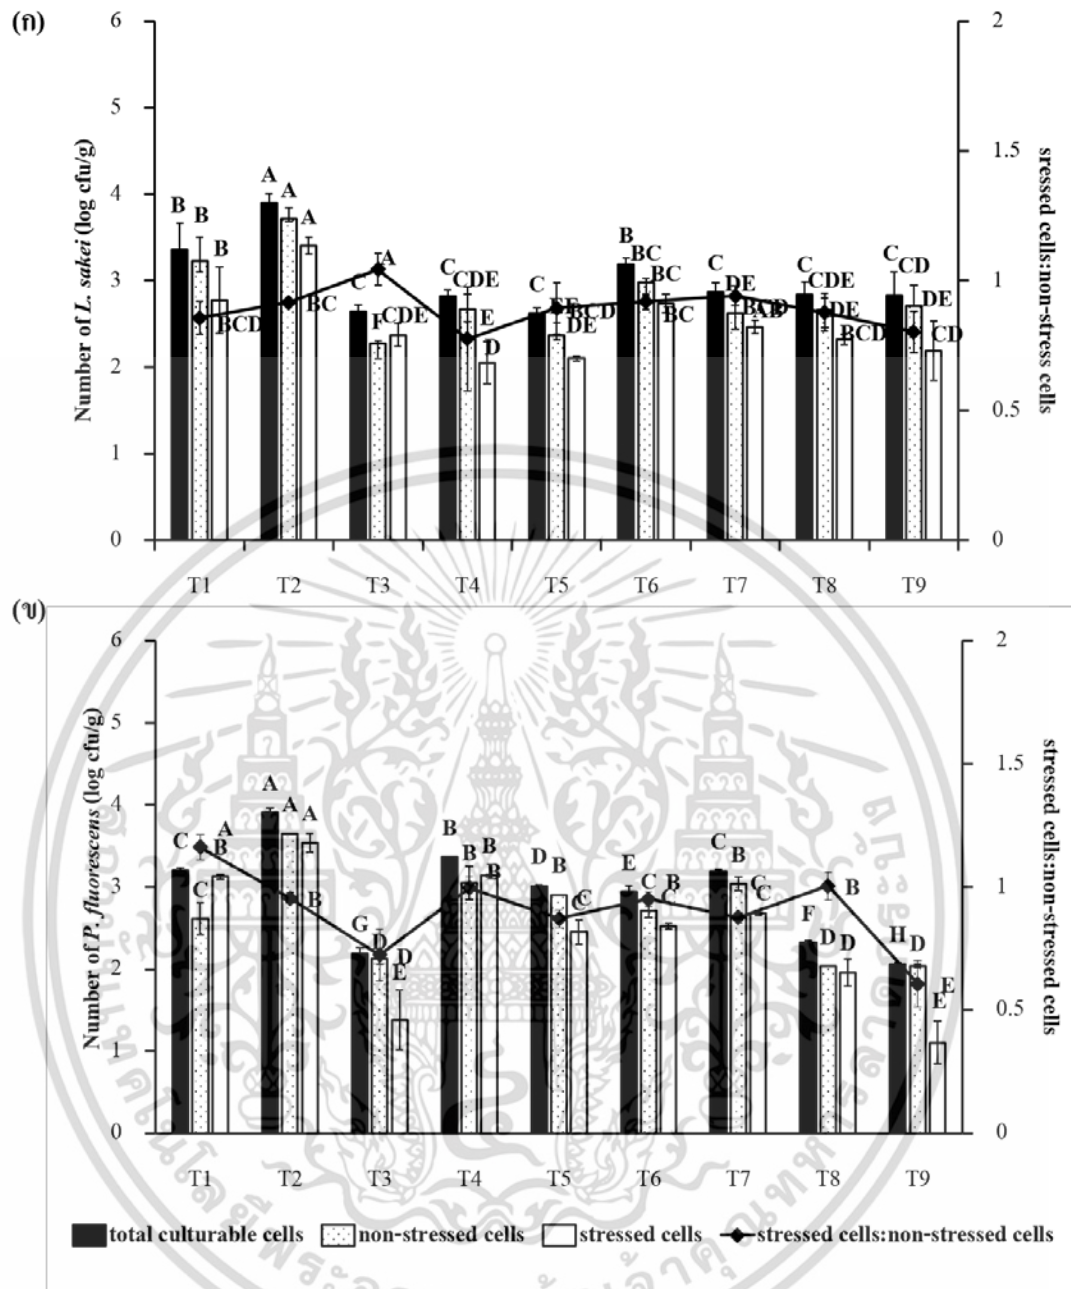 (ก)
6
5
4
3
2
1
0
Number of L. sakei (log cfu/g)
2
1.5
1
0.5
0
sressed cells:non-stress cells
B B B BCD
A A A BC
C F CDE A
C CDE E D
C EF DE BCD
B BC BC BC
C DE BCD AB
C CDE DE BCD
C CD DE CD
T1 T2 T3 T4 T5 T6 T7 T8 T9
(ข)
6
5
4
3
2
1
0
Number of P. fluorescens (log cfu/g)
2
1.5
1
0.5
0
stressed cells:non-stressed cells
C C B A
A A A B
G D E D
B B B B
D B C C
E C C B
C B C C
F D D B
H D E E
T1 T2 T3 T4 T5 T6 T7 T8 T9
total culturable cells non-stressed cells stressed cells stressed cells:non-stressed cells